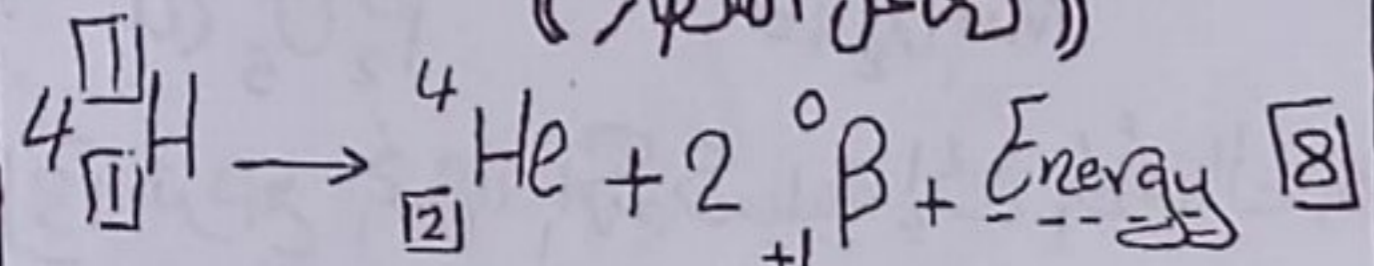 4 ¹₁H → ⁴₂He + 2 ⁰₊₁β + Energy 8